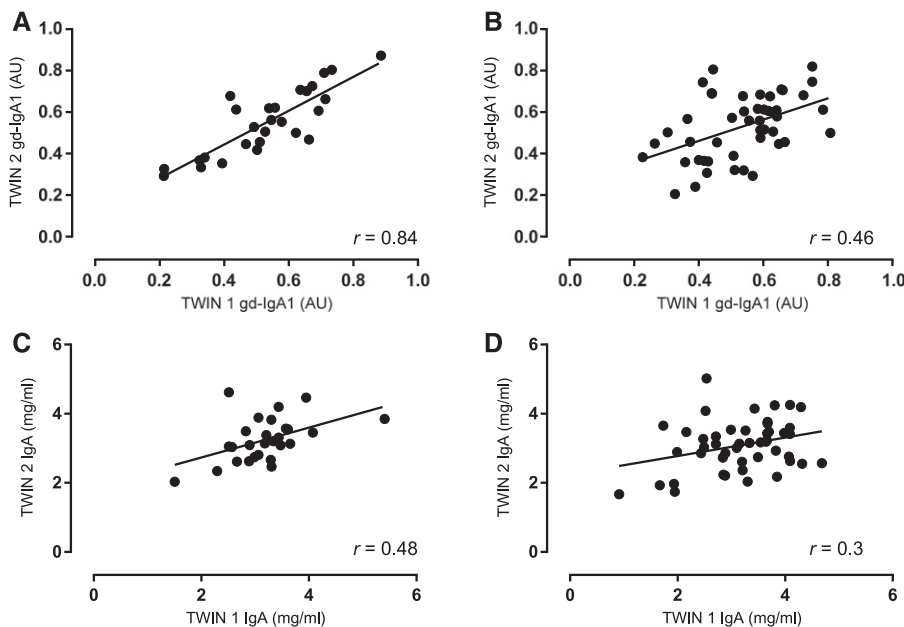 A
TWIN 2 gd-IgA1 (AU)
1.0
0.8
0.6
0.4
0.2
0.0
r = 0.84
0.0 0.2 0.4 0.6 0.8 1.0
TWIN 1 gd-IgA1 (AU)
B
TWIN 2 gd-IgA1 (AU)
1.0
0.8
0.6
0.4
0.2
0.0
r = 0.46
0.0 0.2 0.4 0.6 0.8 1.0
TWIN 1 gd-IgA1 (AU)
C
TWIN 2 IgA (mg/ml)
6
4
2
0
r = 0.48
0 2 4 6
TWIN 1 IgA (mg/ml)
D
TWIN 2 IgA (mg/ml)
6
4
2
0
r = 0.3
0 2 4 6
TWIN 1 IgA (mg/ml)